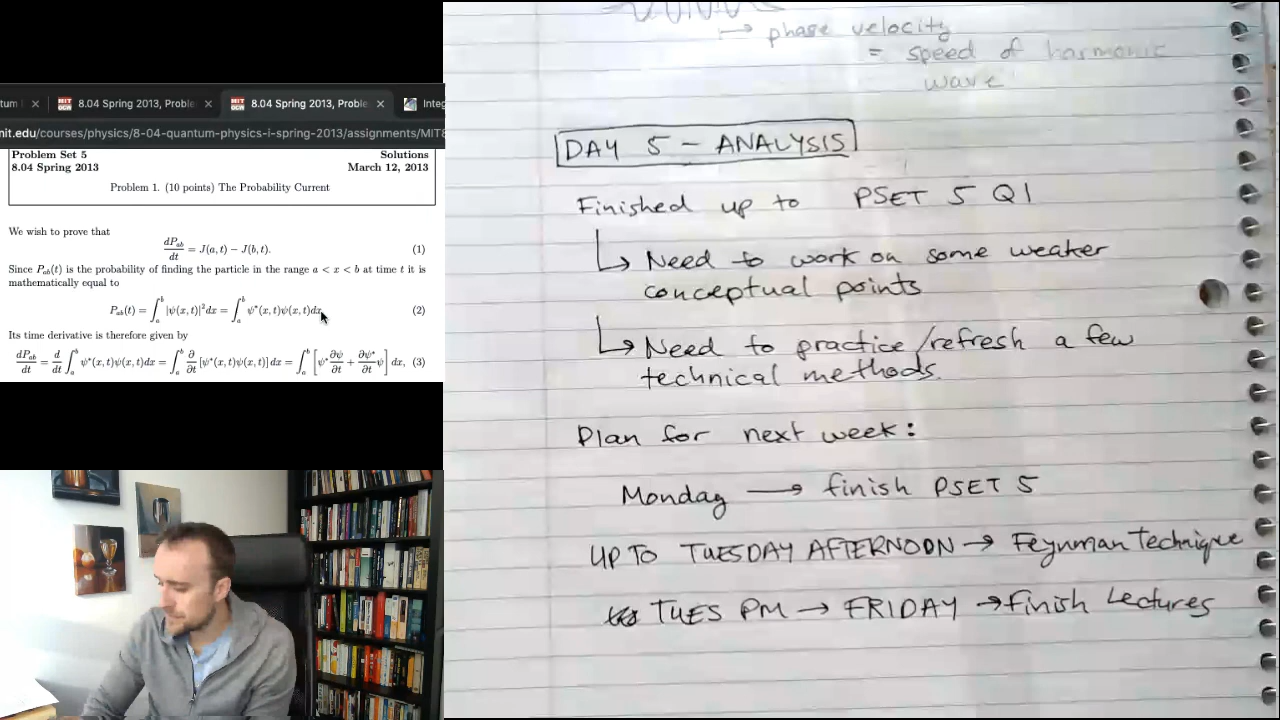 tum
8.04 Spring 2013, Proble
8.04 Spring 2013, Proble
Integ
nit.edu/courses/physics/8-04-quantum-physics-i-spring-2013/assignments/MIT8
Problem Set 5 Solutions
8.04 Spring 2013 March 12, 2013
Problem 1. (10 points) The Probability Current
We wish to prove that
dP_ab/dt = J(a, t) − J(b, t). (1)
Since P_ab(t) is the probability of finding the particle in the range a < x < b at time t it is
mathematically equal to
P_ab(t) = ∫_a^b |ψ(x, t)|² dx = ∫_a^b ψ*(x, t)ψ(x, t)dx, (2)
Its time derivative is therefore given by
dP_ab/dt = d/dt ∫_a^b ψ*(x, t)ψ(x, t)dx = ∫_a^b ∂/∂t [ψ*(x, t)ψ(x, t)] dx = ∫_a^b [ψ* ∂ψ/∂t + ∂ψ*/∂t ψ] dx, (3)
↦ phase velocity
= speed of harmonic
wave
DAY 5 - ANALYSIS
Finished up to PSET 5 Q1
↳ Need to work on some weaker
conceptual points
↳ Need to practice/refresh a few
technical methods.
Plan for next week:
Monday → finish PSET 5
UP TO TUESDAY AFTERNOON → Feynman Technique
TUES PM → FRIDAY → finish Lectures